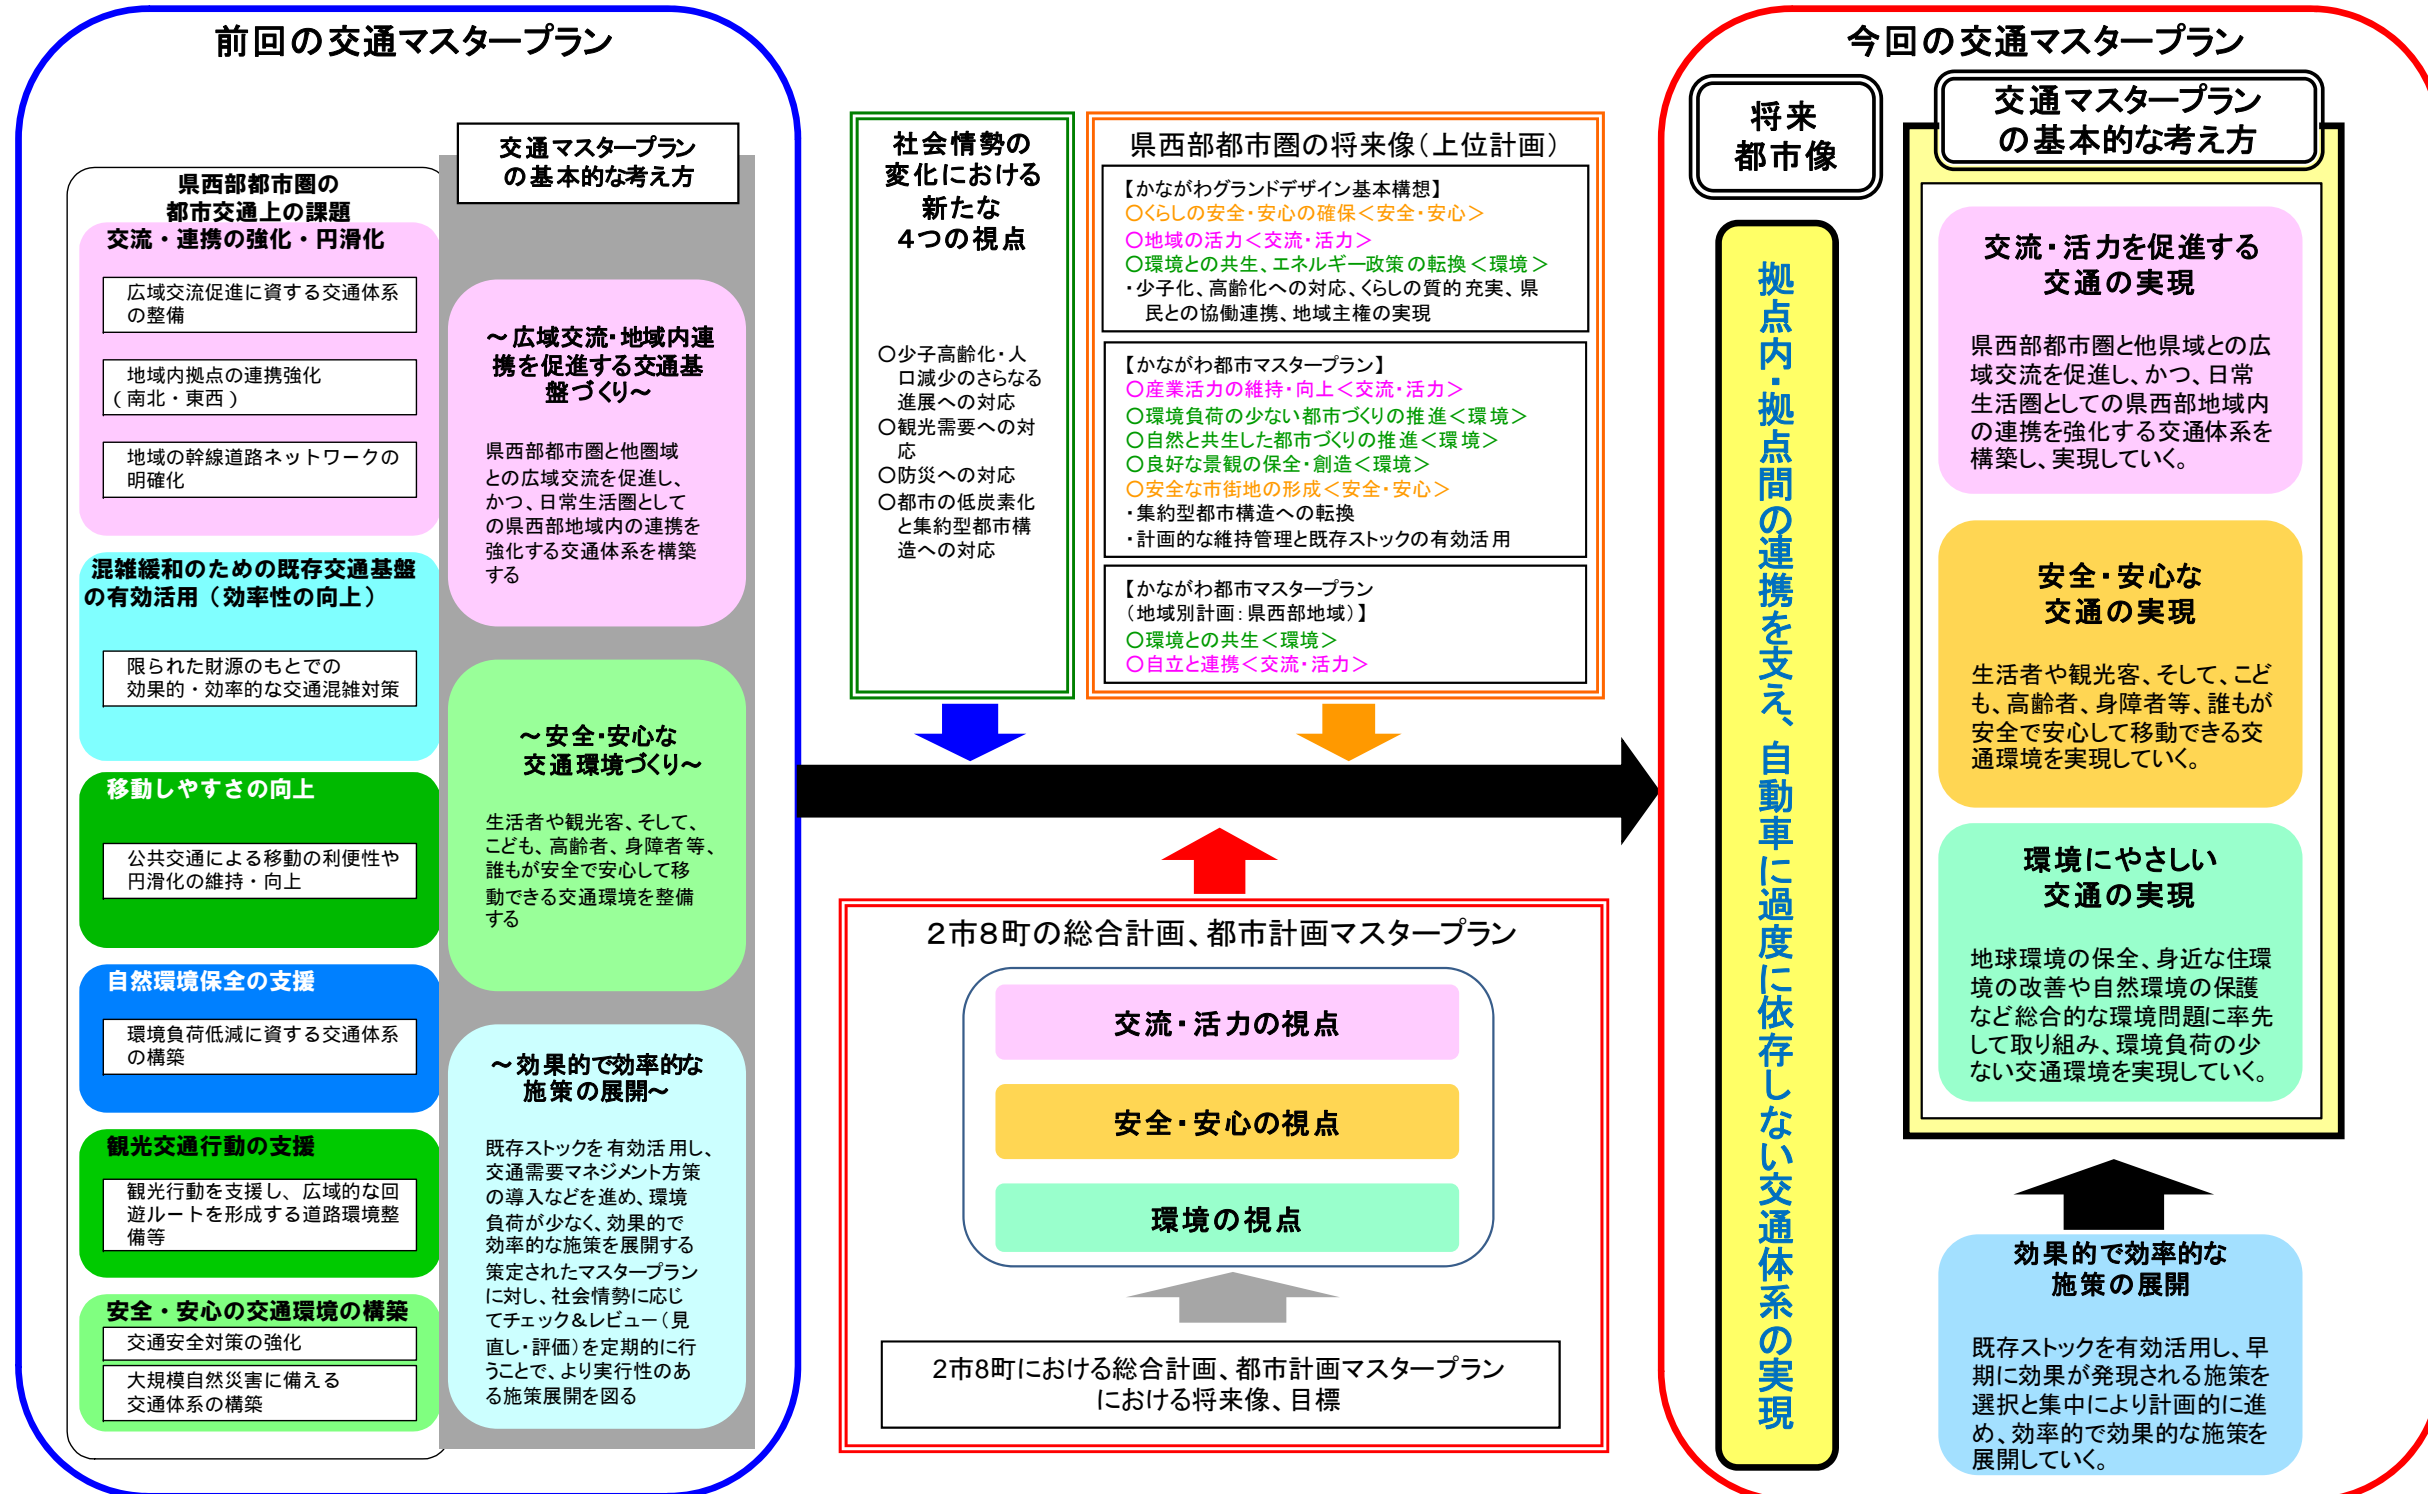 前回の交通マスタープラン
県西部都市圏の
都市交通上の課題
交流・連携の強化・円滑化
広域交流促進に資する交通体系
の整備
地域内拠点の連携強化
（南北・東西）
地域の幹線道路ネットワークの
明確化
混雑緩和のための既存交通基盤
の有効活用（効率性の向上）
限られた財源のもとでの
効果的・効率的な交通混雑対策
移動しやすさの向上
公共交通による移動の利便性や
円滑化の維持・向上
自然環境保全の支援
環境負荷低減に資する交通体系
の構築
観光交通行動の支援
観光行動を支援し、広域的な回
遊ルートを形成する道路環境整
備等
安全・安心の交通環境の構築
交通安全対策の強化
大規模自然災害に備える
交通体系の構築
交通マスタープラン
の基本的な考え方
～広域交流・地域内連
携を促進する交通基
盤づくり～
県西部都市圏と他圏域
との広域交流を促進し、
かつ、日常生活圏として
の県西部地域内の連携を
強化する交通体系を構築
する
～安全・安心な
交通環境づくり～
生活者や観光客、そして、
こども、高齢者、身障者等、
誰もが安全で安心して移
動できる交通環境を整備
する
～効果的で効率的な
施策の展開～
既存ストックを有効活用し、
交通需要マネジメント方策
の導入などを進め、環境
負荷が少なく、効果的で
効率的な施策を展開する
策定されたマスタープラン
に対し、社会情勢に応じ
てチェック＆レビュー（見
直し・評価）を定期的に行
うことで、より実行性のあ
る施策展開を図る
社会情勢の
変化における
新たな
４つの視点
○少子高齢化・人
口減少のさらなる
進展への対応
○観光需要への対
応
○防災への対応
○都市の低炭素化
と集約型都市構
造への対応
県西部都市圏の将来像（上位計画）
【かながわグランドデザイン基本構想】
○くらしの安全・安心の確保＜安全・安心＞
○地域の活力＜交流・活力＞
○環境との共生、エネルギー政策の転換＜環境＞
・少子化、高齢化への対応、くらしの質的充実、県
民との協働連携、地域主権の実現
【かながわ都市マスタープラン】
○産業活力の維持・向上＜交流・活力＞
○環境負荷の少ない都市づくりの推進＜環境＞
○自然と共生した都市づくりの推進＜環境＞
○良好な景観の保全・創造＜環境＞
○安全な市街地の形成＜安全・安心＞
・集約型都市構造への転換
・計画的な維持管理と既存ストックの有効活用
【かながわ都市マスタープラン
（地域別計画：県西部地域）】
○環境との共生＜環境＞
○自立と連携＜交流・活力＞
２市８町の総合計画、都市計画マスタープラン
交流・活力の視点
安全・安心の視点
環境の視点
２市８町における総合計画、都市計画マスタープラン
における将来像、目標
今回の交通マスタープラン
将来
都市像
拠点内・拠点間の連携を支え、自動車に過度に依存しない交通体系の実現
交通マスタープラン
の基本的な考え方
交流・活力を促進する
交通の実現
県西部都市圏と他県域との広
域交流を促進し、かつ、日常
生活圏としての県西部地域内
の連携を強化する交通体系を
構築し、実現していく。
安全・安心な
交通の実現
生活者や観光客、そして、こど
も、高齢者、身障者等、誰もが
安全で安心して移動できる交
通環境を実現していく。
環境にやさしい
交通の実現
地球環境の保全、身近な住環
境の改善や自然環境の保護
など総合的な環境問題に率先
して取り組み、環境負荷の少
ない交通環境を実現していく。
効果的で効率的な
施策の展開
既存ストックを有効活用し、早
期に効果が発現される施策を
選択と集中により計画的に進
め、効率的で効果的な施策を
展開していく。